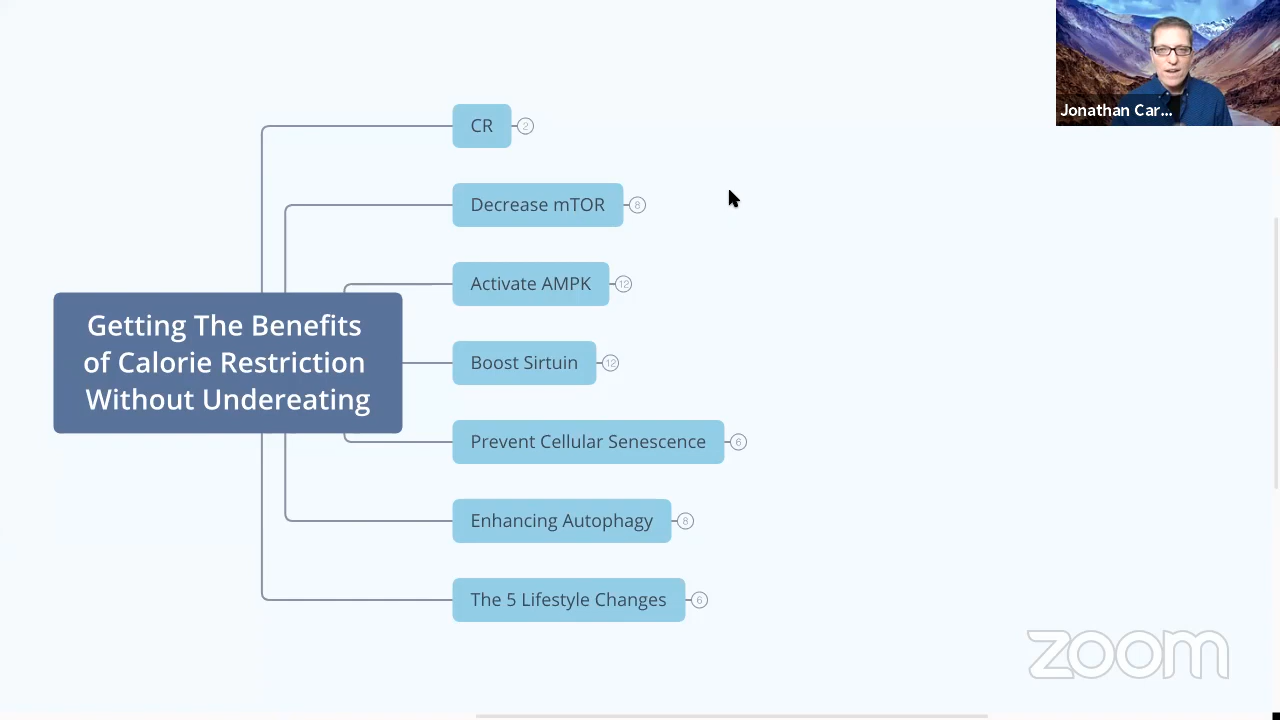 Jonathan Car...
CR
2
Decrease mTOR
8
Activate AMPK
12
Getting The Benefits
of Calorie Restriction
Without Undereating
Boost Sirtuin
12
Prevent Cellular Senescence
6
Enhancing Autophagy
8
The 5 Lifestyle Changes
6
zoom